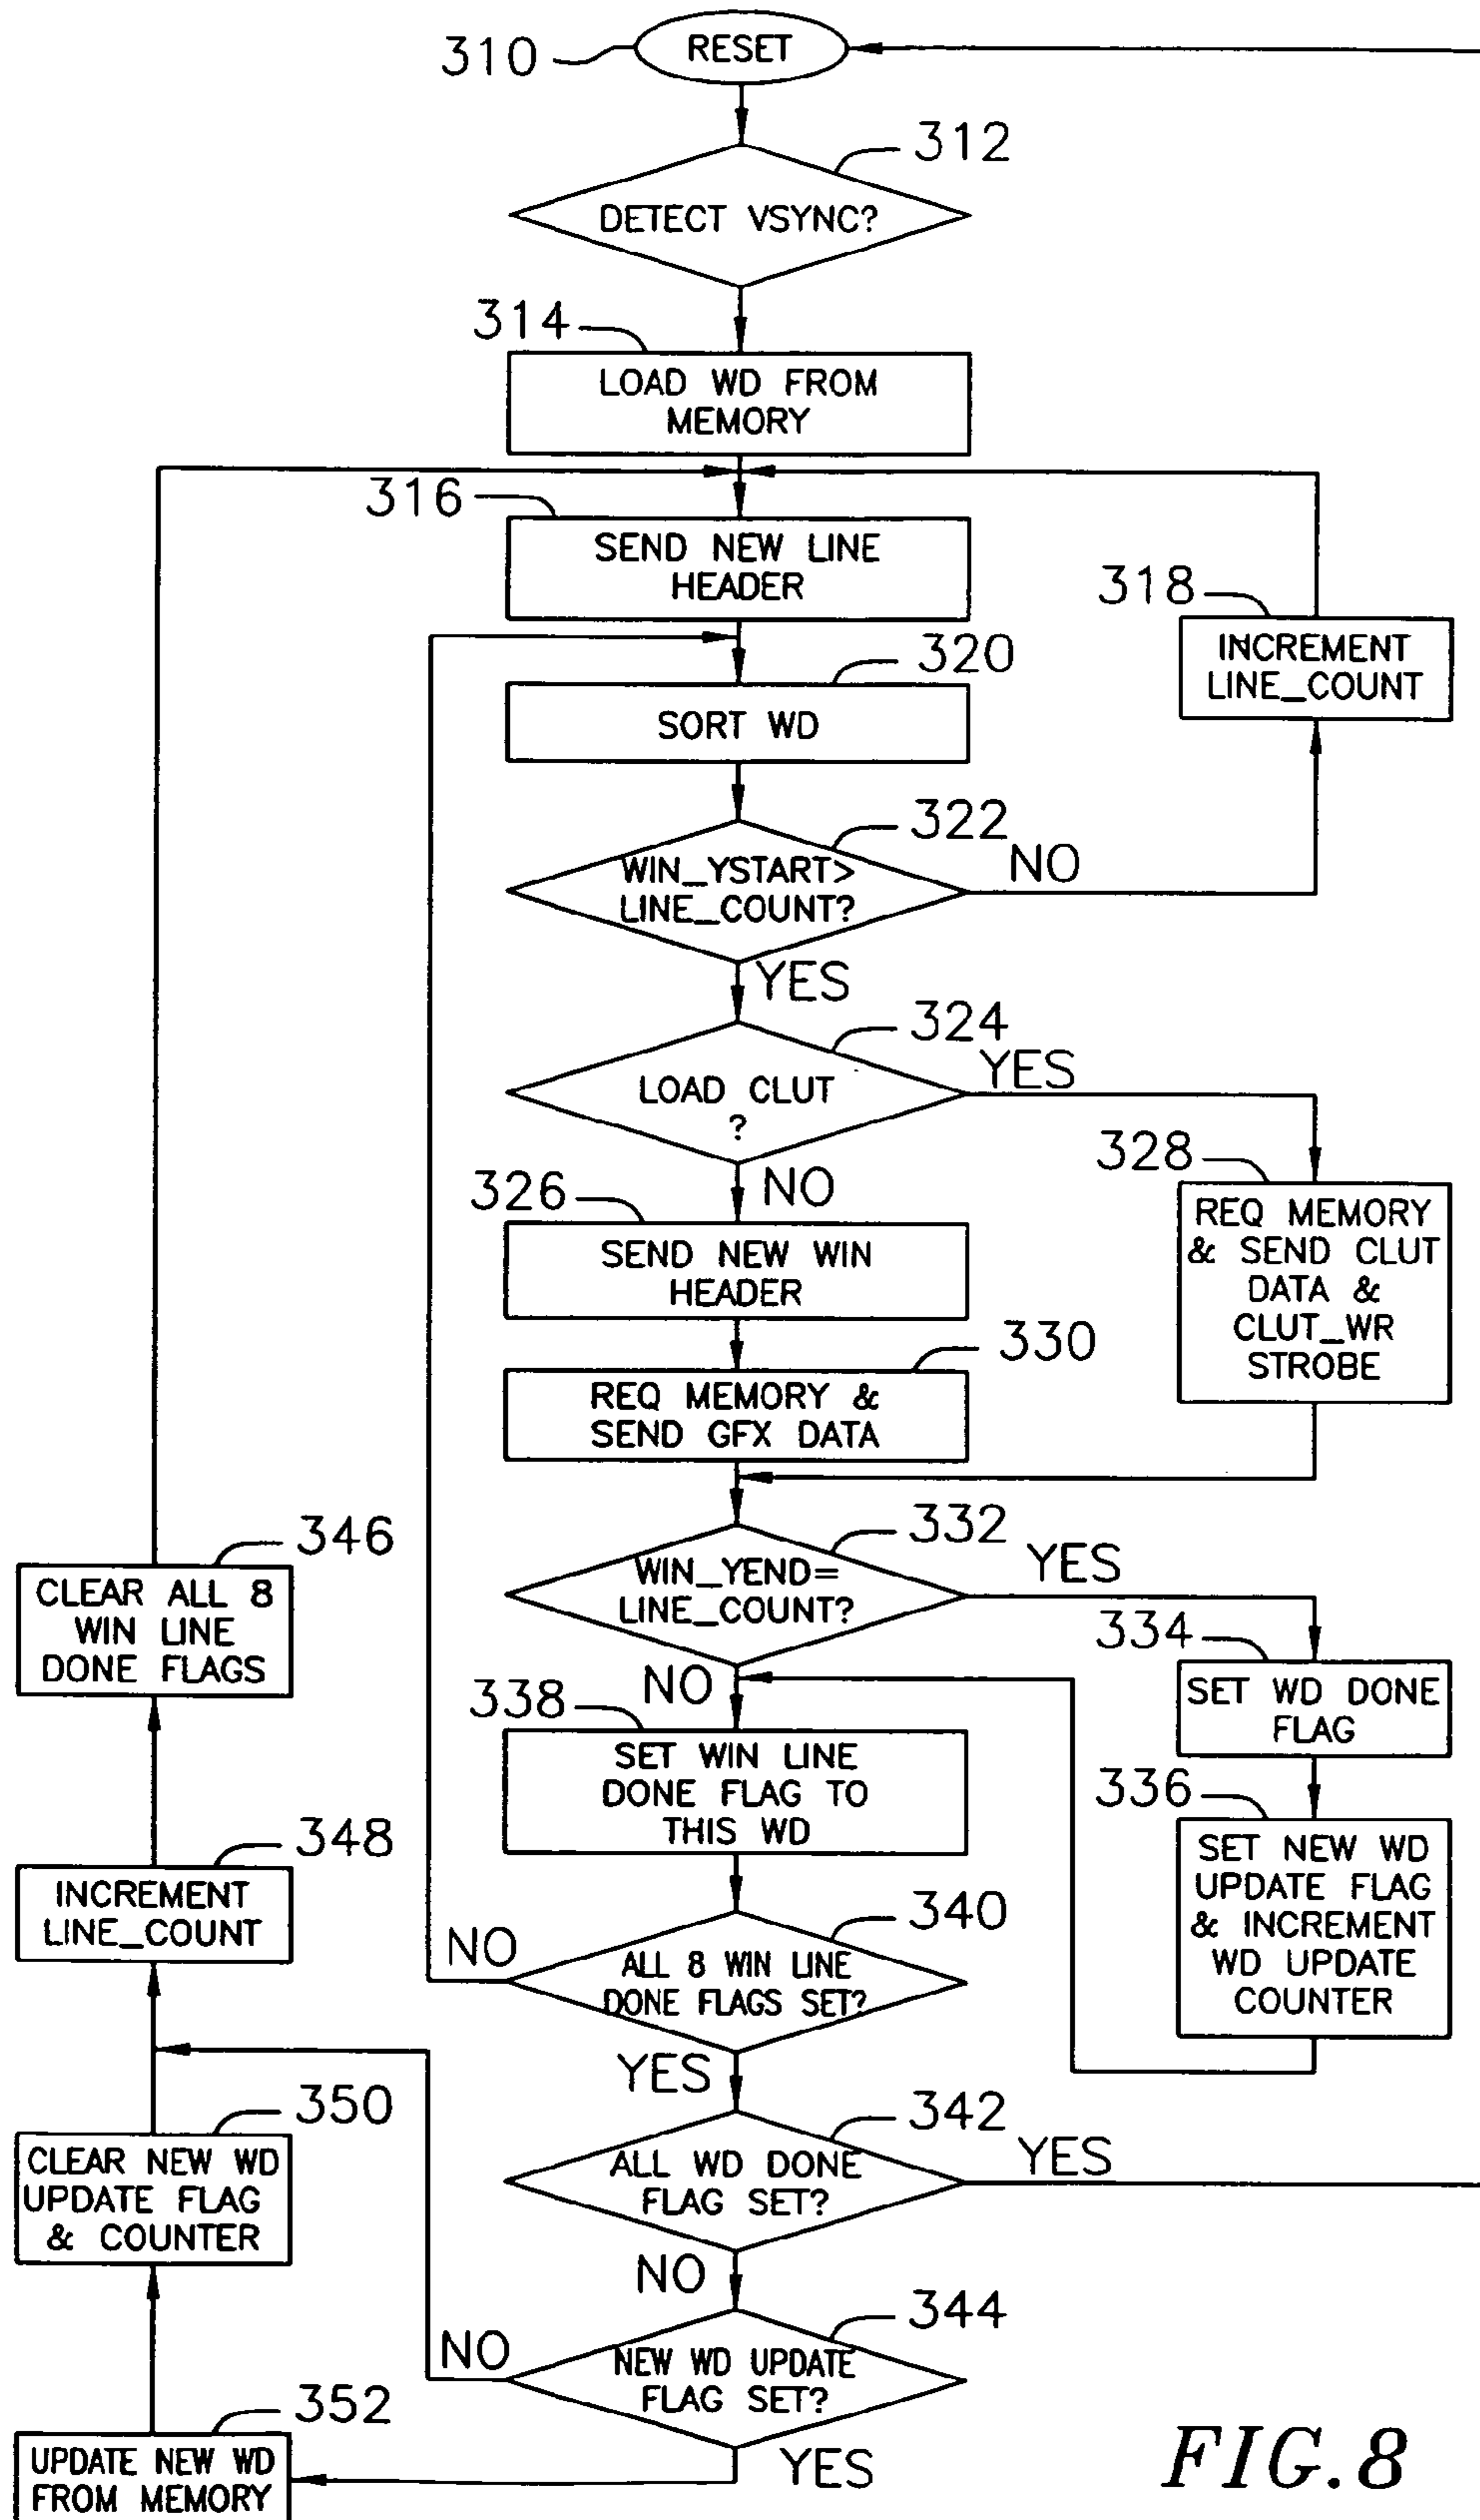 310
RESET
312
DETECT VSYNC?
314
LOAD WD FROM
MEMORY
316
SEND NEW LINE
HEADER
318
INCREMENT
LINE_COUNT
320
SORT WD
322
WIN_YSTART>
LINE_COUNT?
NO
YES
324
LOAD CLUT
?
YES
NO
326
SEND NEW WIN
HEADER
328
REQ MEMORY
& SEND CLUT
DATA &
CLUT_WR
STROBE
330
REQ MEMORY &
SEND GFX DATA
332
WIN_YEND=
LINE_COUNT?
YES
NO
334
SET WD DONE
FLAG
336
SET NEW WD
UPDATE FLAG
& INCREMENT
WD UPDATE
COUNTER
338
SET WIN LINE
DONE FLAG TO
THIS WD
340
ALL 8 WIN LINE
DONE FLAGS SET?
NO
YES
342
ALL WD DONE
FLAG SET?
YES
NO
344
NEW WD UPDATE
FLAG SET?
NO
YES
346
CLEAR ALL 8
WIN LINE
DONE FLAGS
348
INCREMENT
LINE_COUNT
350
CLEAR NEW WD
UPDATE FLAG
& COUNTER
352
UPDATE NEW WD
FROM MEMORY
FIG.8